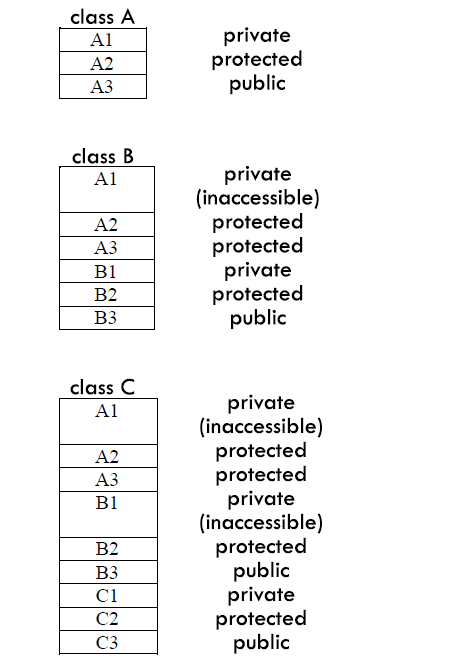 class A
A1 private
A2 protected
A3 public
class B
A1 private
(inaccessible)
A2 protected
A3 protected
B1 private
B2 protected
B3 public
class C
A1 private
(inaccessible)
A2 protected
A3 protected
B1 private
(inaccessible)
B2 protected
B3 public
C1 private
C2 protected
C3 public